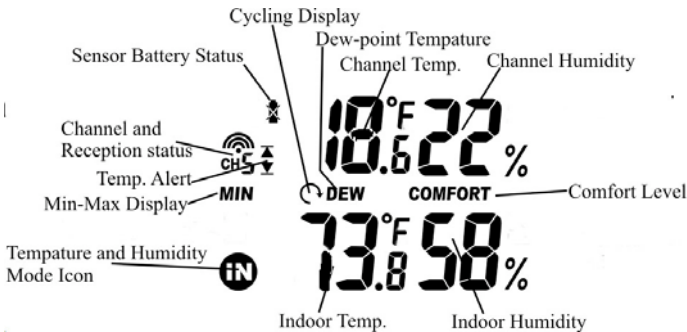 Cycling Display
Dew-point Tempature
Sensor Battery Status
Channel Temp.
Channel Humidity
18.6 °F 22 %
Channel and
Reception status
CH5
Temp. Alert
Min-Max Display
MIN
DEW
COMFORT
Comfort Level
73.8 °F 58 %
Tempature and Humidity
Mode Icon
iN
Indoor Temp.
Indoor Humidity